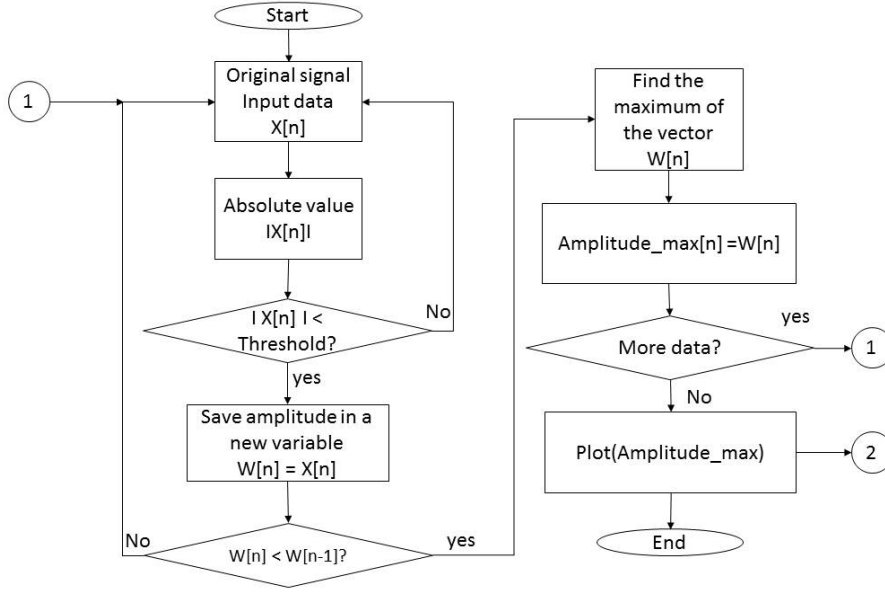 Start
1
Original signal
Input data
X[n]
Absolute value
IX[n]I
I X[n] I <
Threshold?
No
yes
Save amplitude in a
new variable
W[n] = X[n]
W[n] < W[n-1]?
No
yes
Find the
maximum of
the vector
W[n]
Amplitude_max[n] =W[n]
More data?
yes
1
No
Plot(Amplitude_max)
2
End